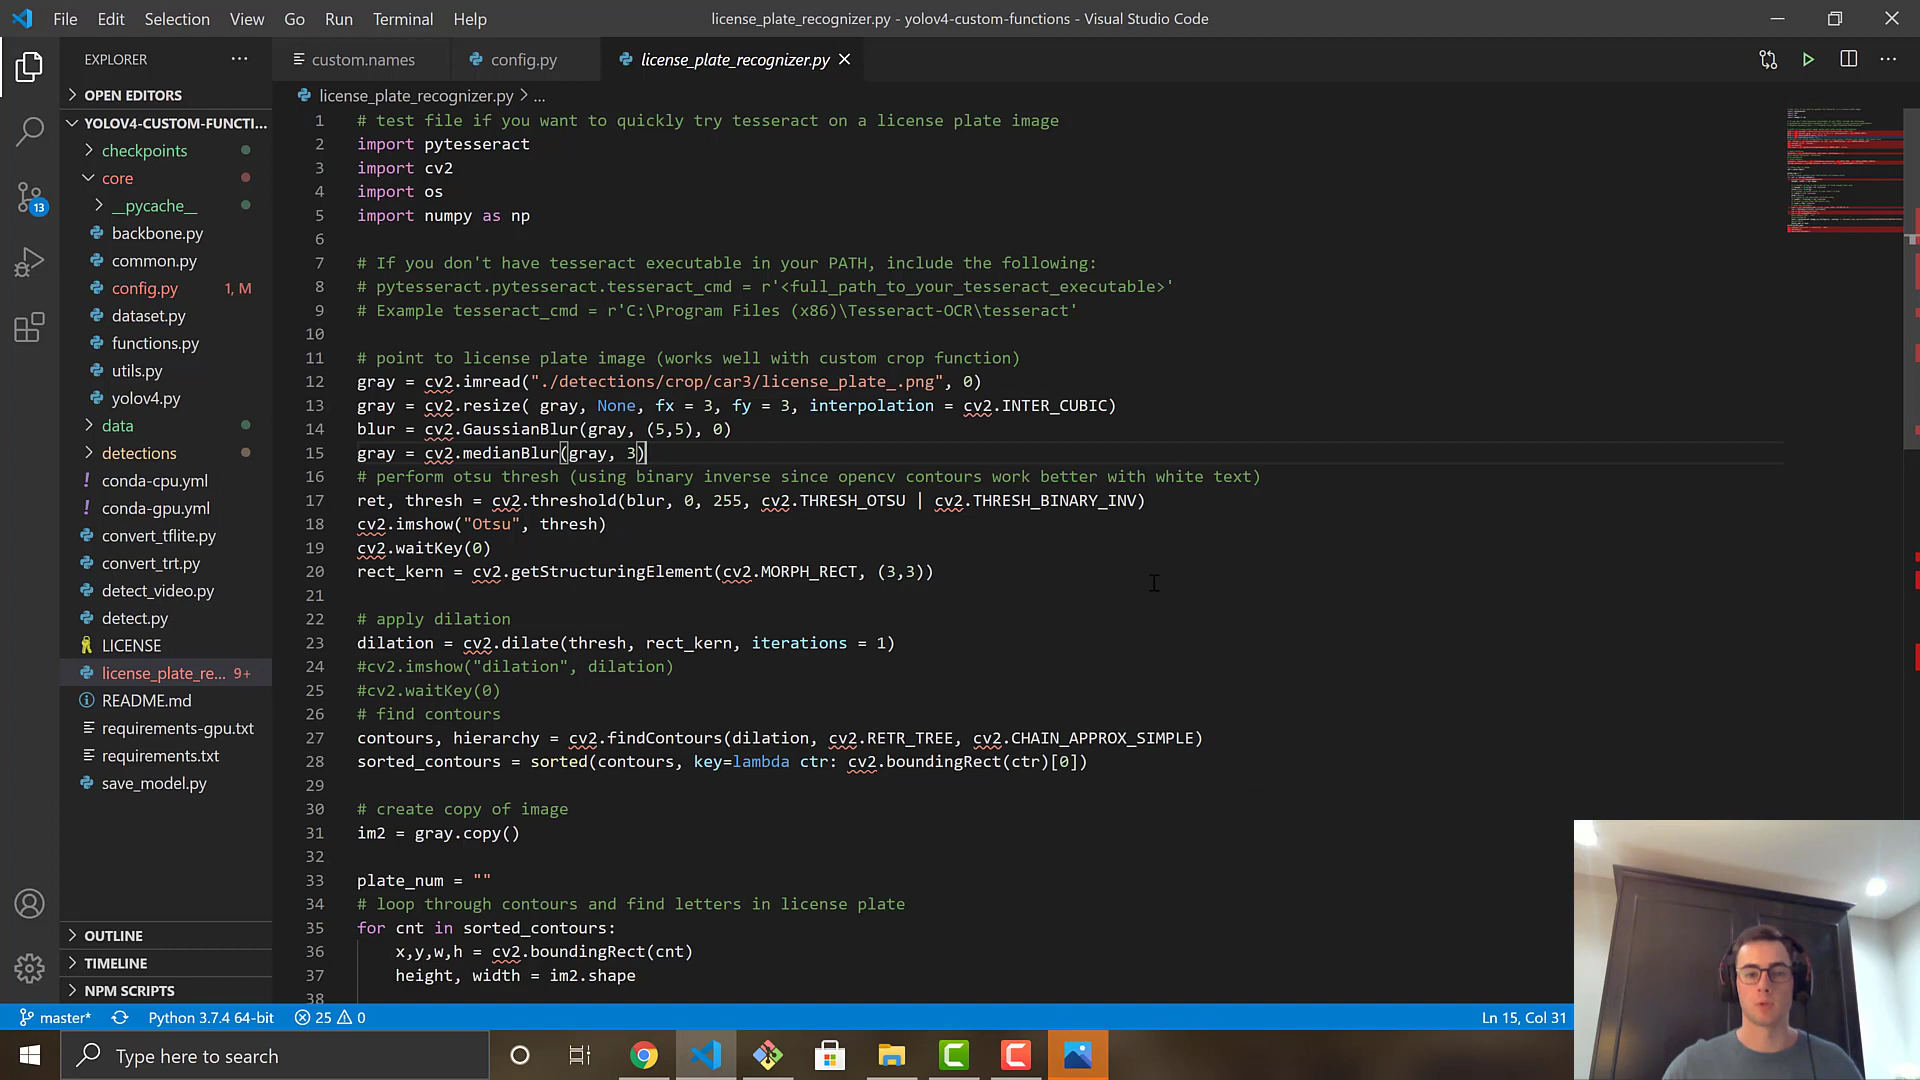 File Edit Selection View Go Run Terminal Help
license_plate_recognizer.py - yolov4-custom-functions - Visual Studio Code
EXPLORER
OPEN EDITORS
YOLOV4-CUSTOM-FUNCTI...
checkpoints
core
__pycache__
backbone.py
common.py
config.py 1, M
dataset.py
functions.py
utils.py
yolov4.py
data
detections
conda-cpu.yml
conda-gpu.yml
convert_tflite.py
convert_trt.py
detect_video.py
detect.py
LICENSE
license_plate_re... 9+
README.md
requirements-gpu.txt
requirements.txt
save_model.py
OUTLINE
TIMELINE
NPM SCRIPTS
13
custom.names config.py license_plate_recognizer.py
license_plate_recognizer.py > ...
1 # test file if you want to quickly try tesseract on a license plate image
2 import pytesseract
3 import cv2
4 import os
5 import numpy as np
6
7 # If you don't have tesseract executable in your PATH, include the following:
8 # pytesseract.pytesseract.tesseract_cmd = r'<full_path_to_your_tesseract_executable>'
9 # Example tesseract_cmd = r'C:\Program Files (x86)\Tesseract-OCR\tesseract'
10
11 # point to license plate image (works well with custom crop function)
12 gray = cv2.imread("./detections/crop/car3/license_plate_.png", 0)
13 gray = cv2.resize( gray, None, fx = 3, fy = 3, interpolation = cv2.INTER_CUBIC)
14 blur = cv2.GaussianBlur(gray, (5,5), 0)
15 gray = cv2.medianBlur(gray, 3)
16 # perform otsu thresh (using binary inverse since opencv contours work better with white text)
17 ret, thresh = cv2.threshold(blur, 0, 255, cv2.THRESH_OTSU | cv2.THRESH_BINARY_INV)
18 cv2.imshow("Otsu", thresh)
19 cv2.waitKey(0)
20 rect_kern = cv2.getStructuringElement(cv2.MORPH_RECT, (3,3))
21
22 # apply dilation
23 dilation = cv2.dilate(thresh, rect_kern, iterations = 1)
24 #cv2.imshow("dilation", dilation)
25 #cv2.waitKey(0)
26 # find contours
27 contours, hierarchy = cv2.findContours(dilation, cv2.RETR_TREE, cv2.CHAIN_APPROX_SIMPLE)
28 sorted_contours = sorted(contours, key=lambda ctr: cv2.boundingRect(ctr)[0])
29
30 # create copy of image
31 im2 = gray.copy()
32
33 plate_num = ""
34 # loop through contours and find letters in license plate
35 for cnt in sorted_contours:
36 x,y,w,h = cv2.boundingRect(cnt)
37 height, width = im2.shape
38
master* Python 3.7.4 64-bit 25 0 Ln 15, Col 31
Type here to search